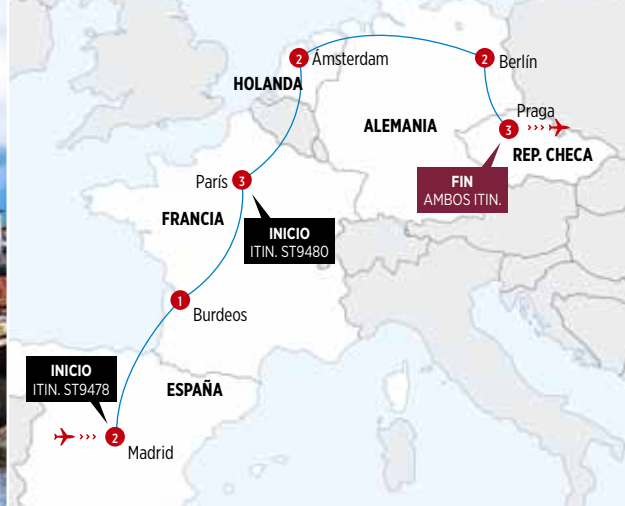 2 Ámsterdam
2 Berlín
HOLANDA
Praga
3
ALEMANIA
REP. CHECA
FIN
AMBOS ITIN.
París 3
FRANCIA
INICIO
ITIN. ST9480
1
Burdeos
INICIO
ITIN. ST9478
ESPAÑA
2
Madrid